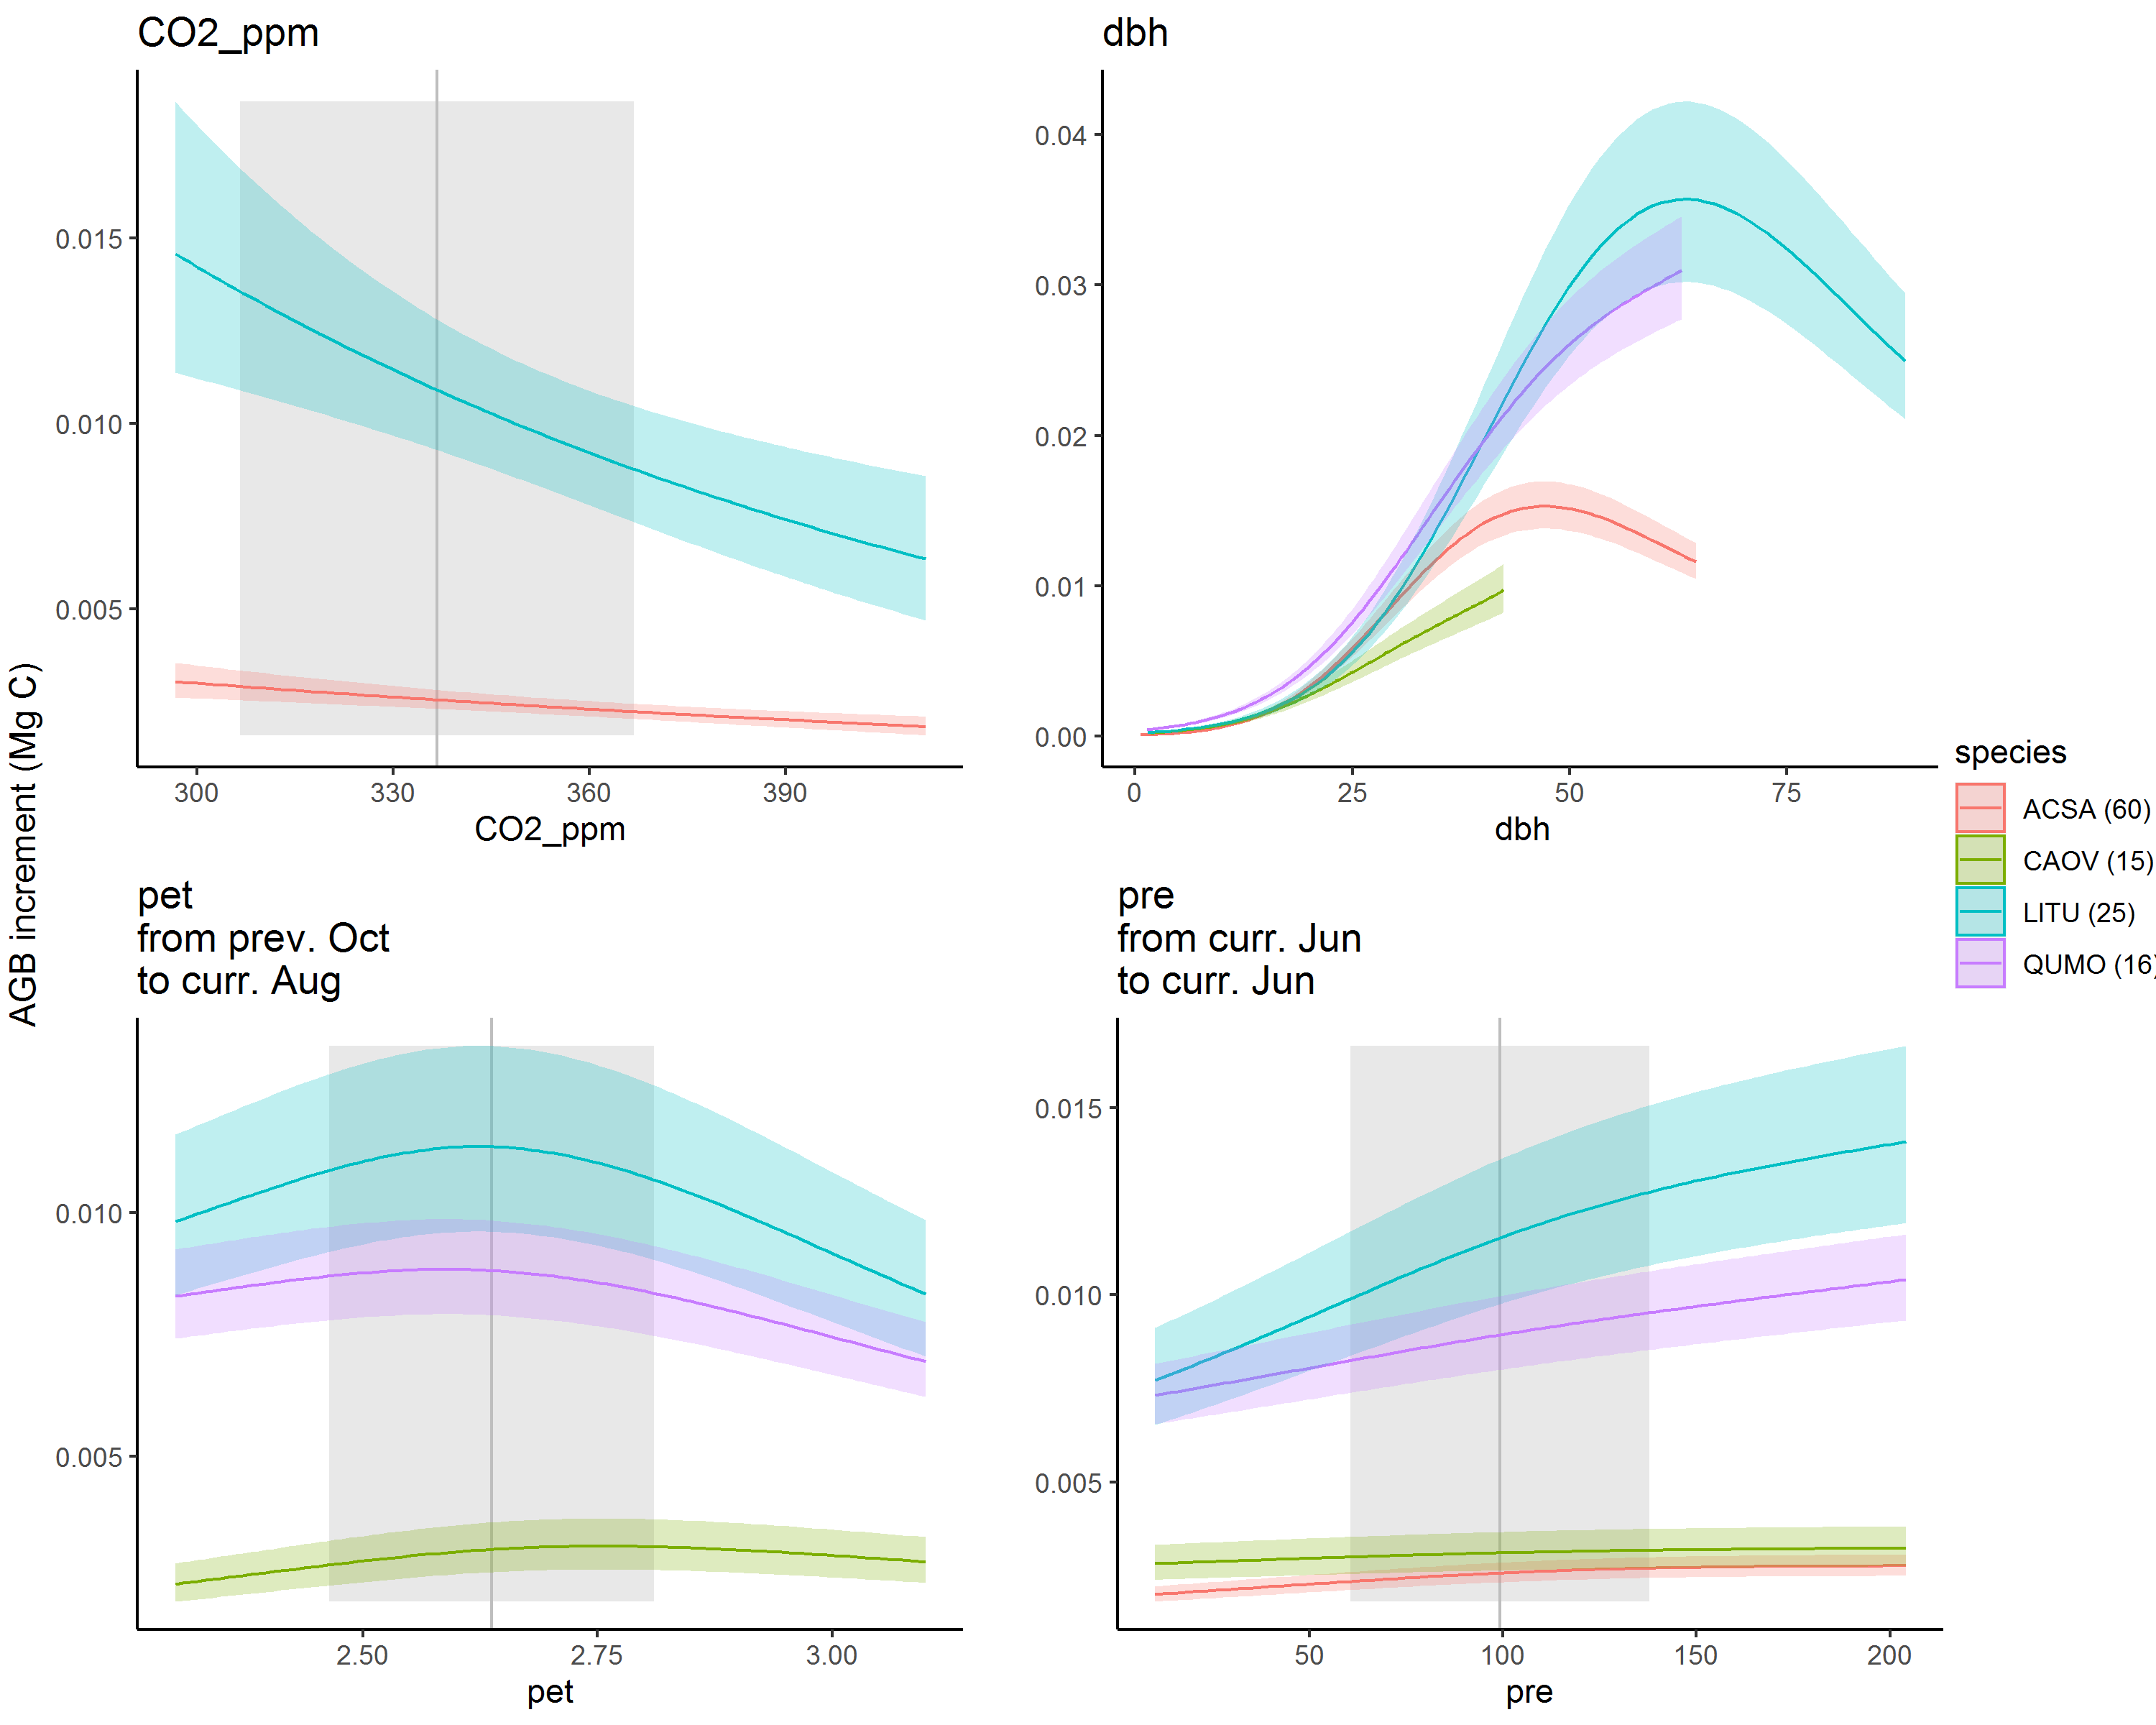 CO2_ppm
dbh
0.015
0.010
0.005
300 330 360 390
CO2_ppm
0.04
0.03
0.02
0.01
0.00
0 25 50 75
dbh
AGB increment (Mg C)
species
ACSA (60)
CAOV (15)
LITU (25)
QUMO (16)
pet
from prev. Oct
to curr. Aug
0.010
0.005
2.50 2.75 3.00
pet
pre
from curr. Jun
to curr. Jun
0.015
0.010
0.005
50 100 150 200
pre